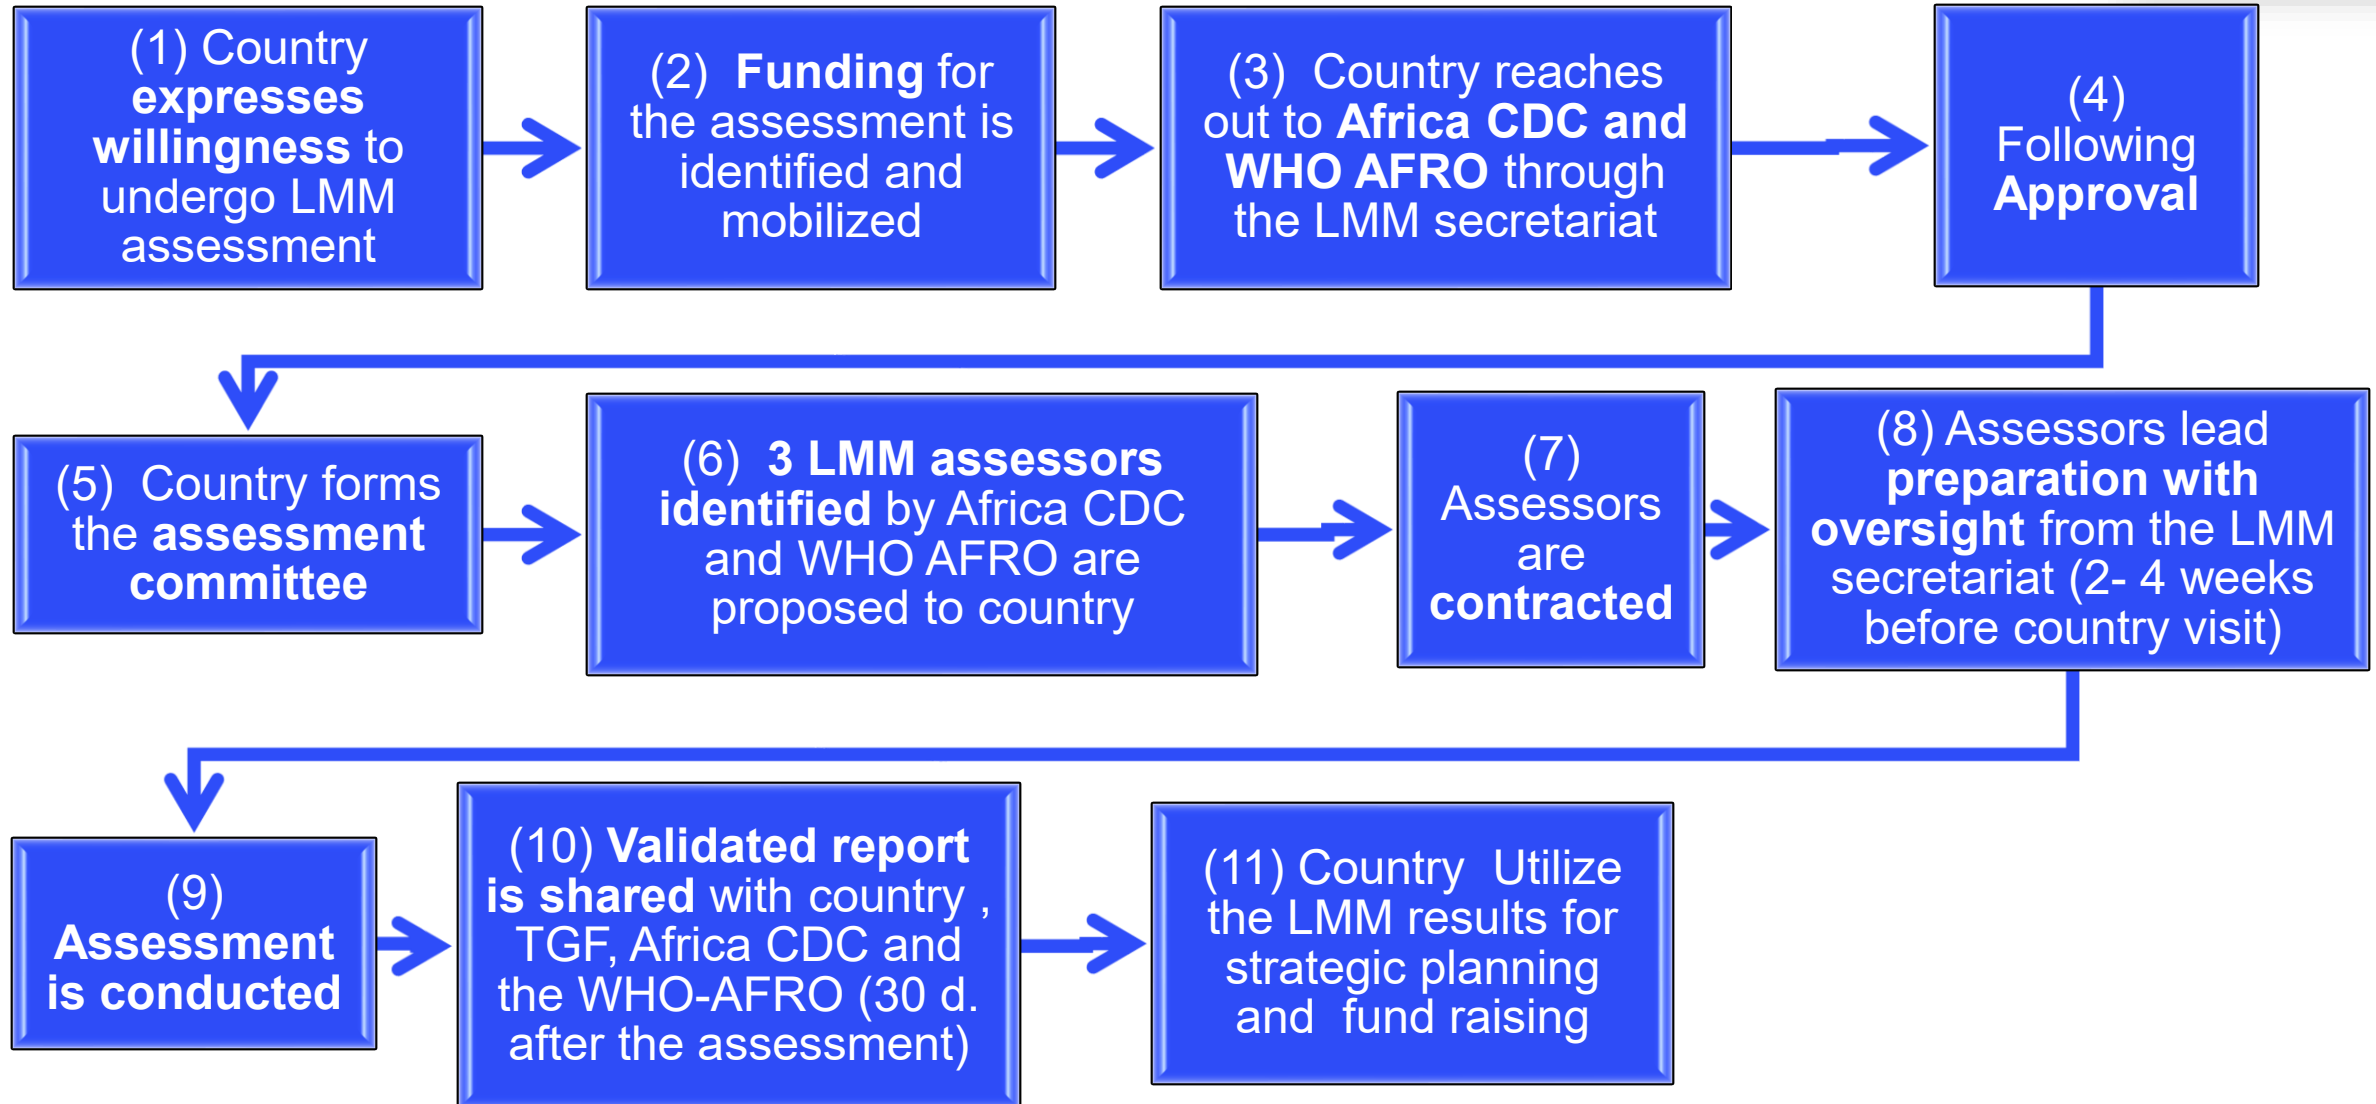 (1) Country
expresses
willingness to
undergo LMM
assessment
(2) Funding for
the assessment is
identified and
mobilized
(3) Country reaches
out to Africa CDC and
WHO AFRO through
the LMM secretariat
(4)
Following
Approval
(5) Country forms
the assessment
committee
(6) 3 LMM assessors
identified by Africa CDC
and WHO AFRO are
proposed to country
(7)
Assessors
are
contracted
(8) Assessors lead
preparation with
oversight from the LMM
secretariat (2- 4 weeks
before country visit)
(9)
Assessment
is conducted
(10) Validated report
is shared with country ,
TGF, Africa CDC and
the WHO-AFRO (30 d.
after the assessment)
(11) Country Utilize
the LMM results for
strategic planning
and fund raising